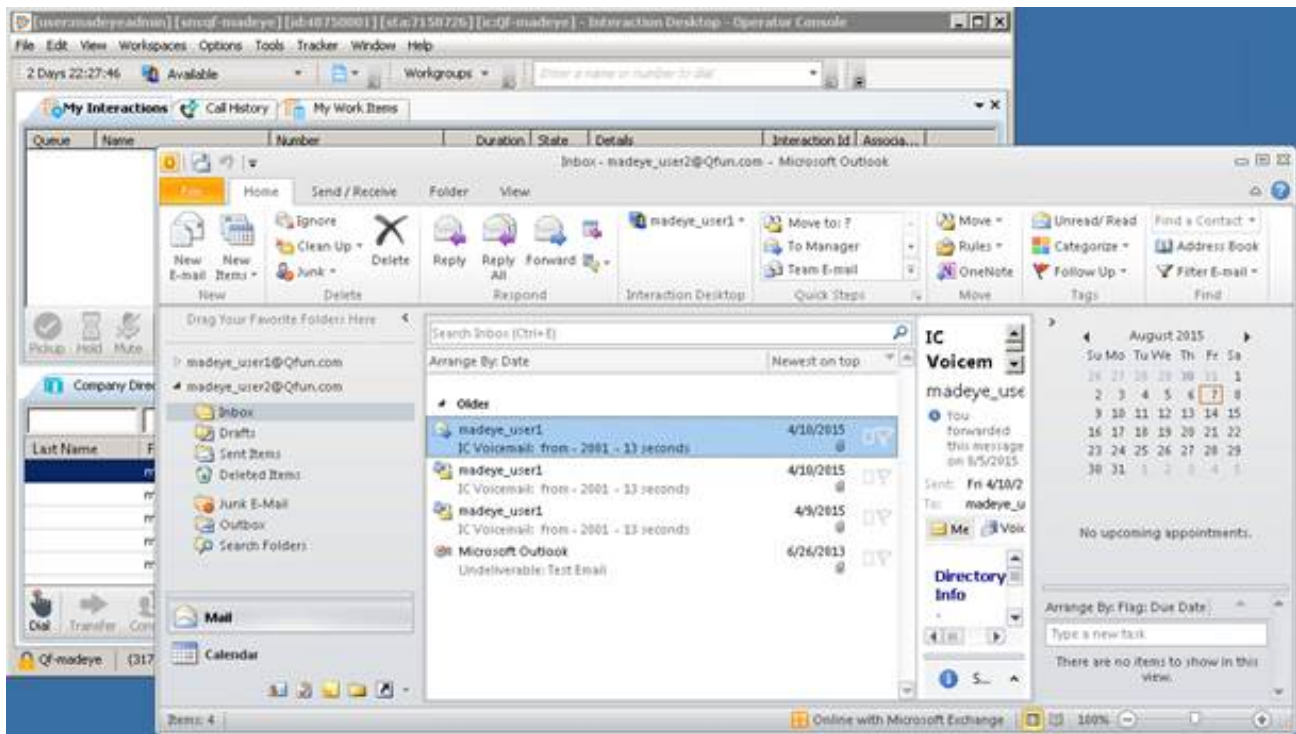 [user:madeyeadmin] [smsqf-madeye] [id:40750001] [sta:7150726] [ic:Qf-madeye] - Interaction Desktop - Operator Console
File Edit View Workspaces Options Tools Tracker Window Help
2 Days 22:27:46 Available Workgroups Enter a name or number to dial
My Interactions Call History My Work Items
Queue Name Number Duration State Details Interaction Id Associa...
Inbox - madeye_user2@Qfun.com - Microsoft Outlook
File Home Send / Receive Folder View
New E-mail
New Items
Ignore
Clean Up
Junk
Delete
Reply
Reply All
Forward
madeye_user1
Move to: ?
To Manager
Team E-mail
Move
Rules
OneNote
Unread/ Read
Categorize
Follow Up
Find a Contact
Address Book
Filter E-mail
New Delete Respond Interaction Desktop Quick Steps Move Tags Find
Pickup Hold Mute
Company Direc
Last Name F
Dial Transfer Con
Qf-madeye (317
Drag Your Favorite Folders Here
madeye_user1@Qfun.com
madeye_user2@Qfun.com
Inbox
Drafts
Sent Items
Deleted Items
Junk E-Mail
Outbox
Search Folders
Mail
Calendar
Search Inbox (Ctrl+E)
Arrange By: Date Newest on top
Older
madeye_user1 4/10/2015
IC Voicemail: from - 2001 - 13 seconds
madeye_user1 4/10/2015
IC Voicemail: from - 2001 - 13 seconds
madeye_user1 4/9/2015
IC Voicemail: from - 2001 - 13 seconds
Microsoft Outlook 6/26/2013
Undeliverable: Test Email
IC
Voicem
madeye_use
You
forwarded
this message
on 8/5/2015
Sent: Fri 4/10/2
To: madeye_u
Me Voic
Directory
Info
S...
August 2015
Su Mo Tu We Th Fr Sa
26 27 28 29 30 31 1
2 3 4 5 6 7 8
9 10 11 12 13 14 15
16 17 18 19 20 21 22
23 24 25 26 27 28 29
30 31 1 2 3 4 5
No upcoming appointments.
Arrange By: Flag: Due Date
Type a new task
There are no items to show in this
view.
Items: 4 Online with Microsoft Exchange 100%